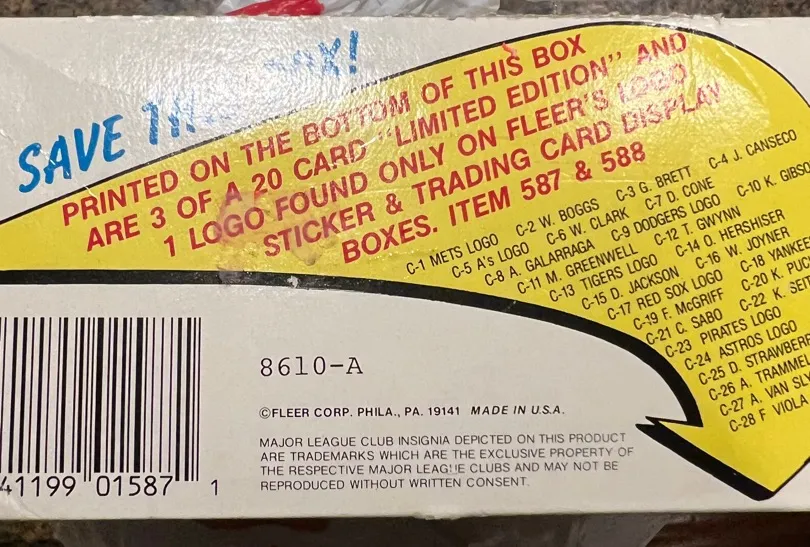 SAVE THIS BOX!
PRINTED ON THE BOTTOM OF THIS BOX
ARE 3 OF A 20 CARD "LIMITED EDITION" AND
1 LOGO FOUND ONLY ON FLEER'S LOGO
STICKER & TRADING CARD DISPLAY
BOXES. ITEM 587 & 588
C-1 METS LOGO C-2 W. BOGGS C-3 G. BRETT C-4 J. CANSECO
C-5 A's LOGO C-6 W. CLARK C-7 D. CONE
C-8 A. GALARRAGA C-9 DODGERS LOGO C-10 K. GIBSO
C-11 M. GREENWELL C-12 T. GWYNN
C-13 TIGERS LOGO C-14 O. HERSHISER
C-15 D. JACKSON C-16 W. JOYNER
C-17 RED SOX LOGO C-18 YANKE
C-19 F. McGRIFF C-20 K. PUC
C-21 C. SABO C-22 K. SEI
C-23 PIRATES LOGO
C-24 ASTROS LOGO
C-25 D. STRAWBER
C-26 A. TRAMMEL
C-27 A. VAN SLY
C-28 F VIOLA
8610-A
©FLEER CORP. PHILA., PA. 19141 MADE IN U.S.A.
MAJOR LEAGUE CLUB INSIGNIA DEPICTED ON THIS PRODUCT
ARE TRADEMARKS WHICH ARE THE EXCLUSIVE PROPERTY OF
THE RESPECTIVE MAJOR LEAGUE CLUBS AND MAY NOT BE
REPRODUCED WITHOUT WRITTEN CONSENT.
41199 01587 1